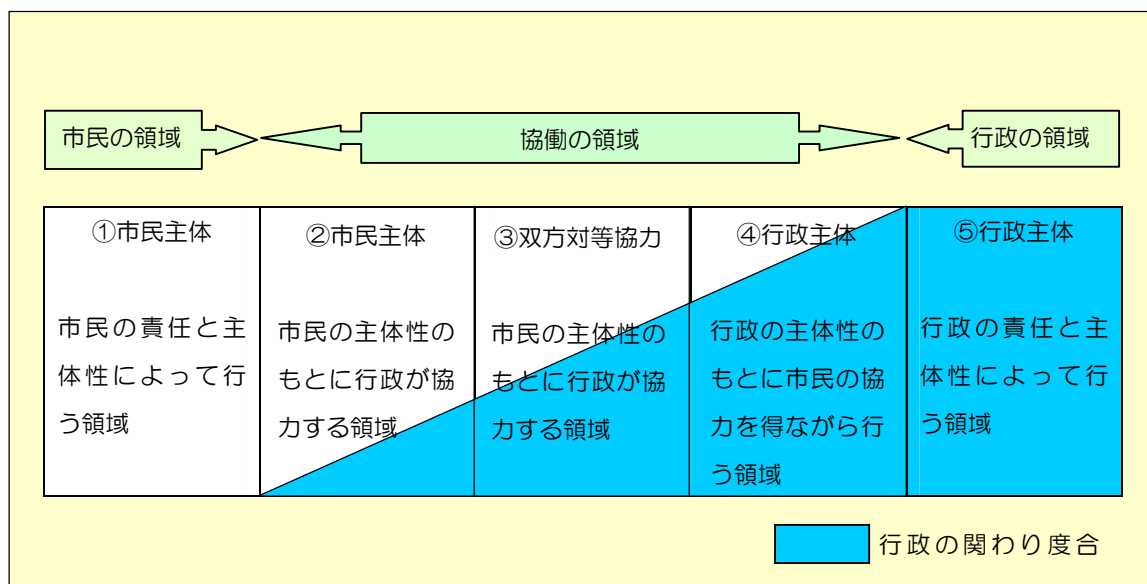 市民の領域
協働の領域
行政の領域
①市民主体
市民の責任と主
体性によって行
う領域
②市民主体
市民の主体性の
もとに行政が協
力する領域
③双方対等協力
市民の主体性の
もとに行政が協
力する領域
④行政主体
行政の主体性の
もとに市民の協
力を得ながら行
う領域
⑤行政主体
行政の責任と主
体性によって行
う領域
行政の関わり度合